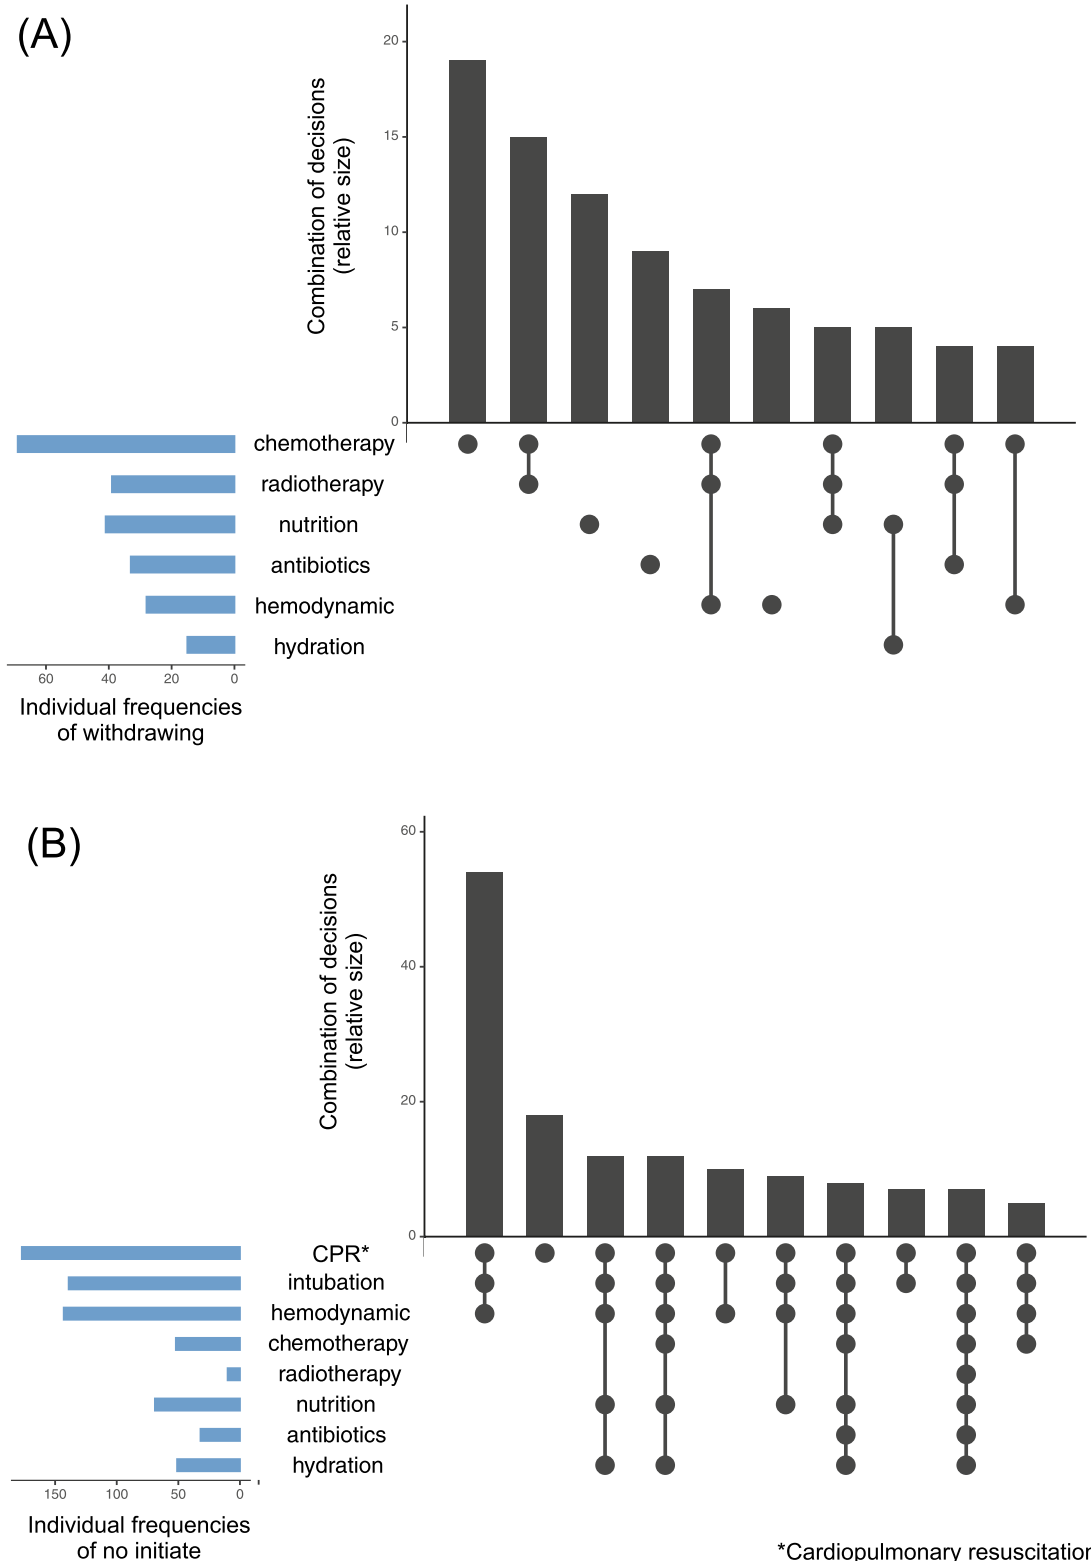 (A)
Combination of decisions
(relative size)
20
15
10
5
0
chemotherapy
radiotherapy
nutrition
antibiotics
hemodynamic
hydration
60 40 20 0
Individual frequencies
of withdrawing
(B)
Combination of decisions
(relative size)
60
40
20
0
CPR*
intubation
hemodynamic
chemotherapy
radiotherapy
nutrition
antibiotics
hydration
150 100 50 0
Individual frequencies
of no initiate
*Cardiopulmonary resuscitation